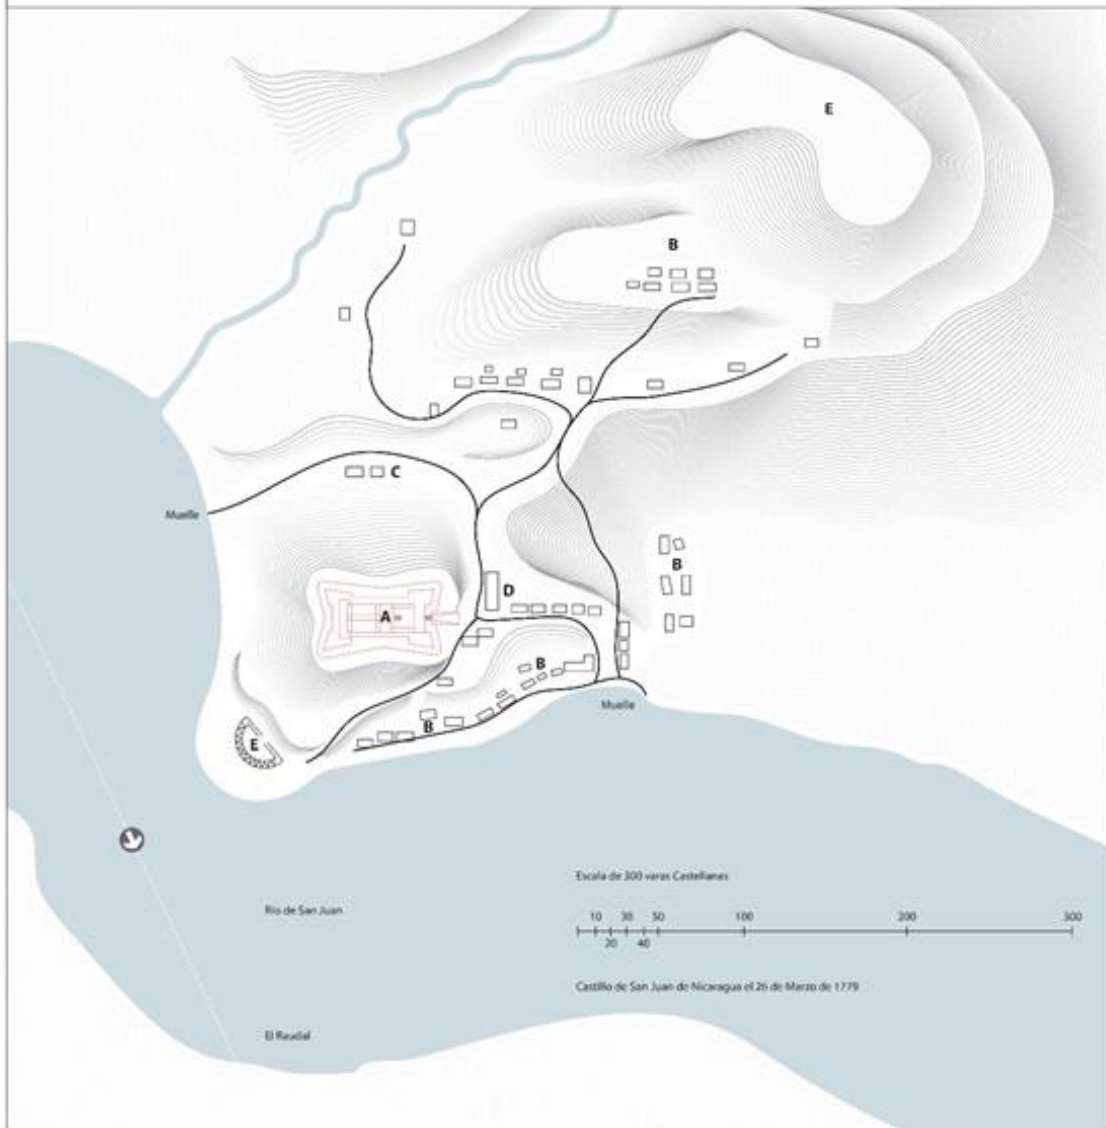 E
B
C
Muelle
B
D
A
B
Muelle
B
E
Escala de 300 varas Castellanas
Rio de San Juan
10 30 50 100 200 300
20 40
Castillo de San Juan de Nicaragua el 26 de Marzo de 1779
El Raudal